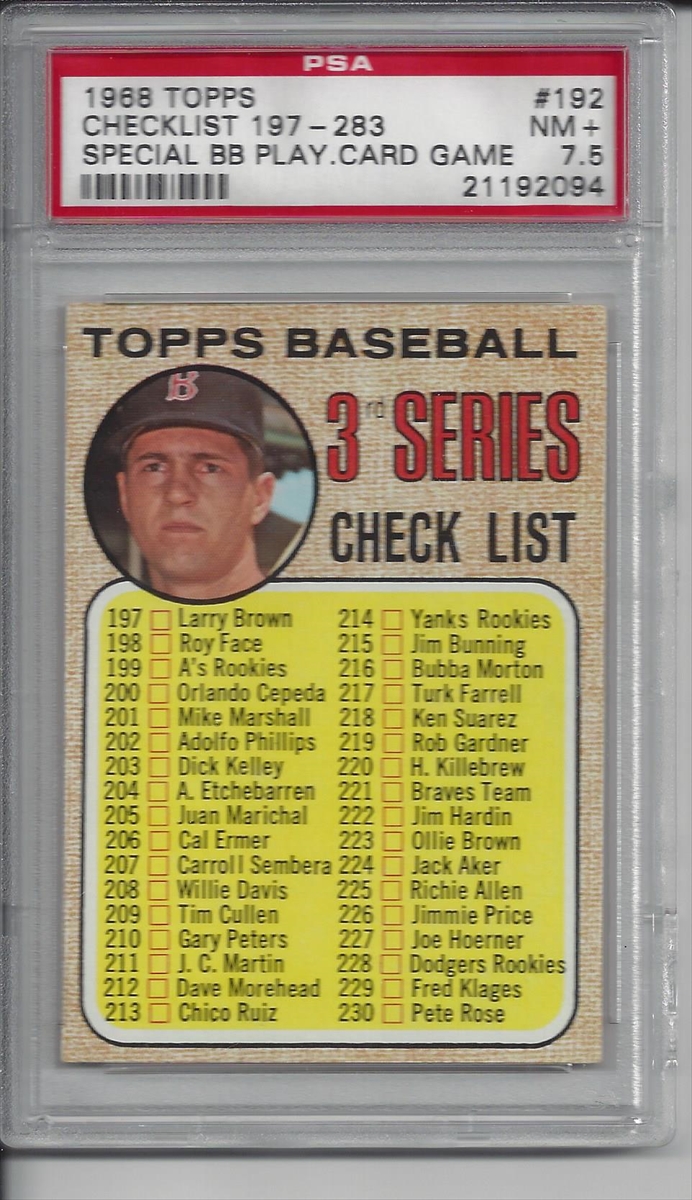 PSA
1968 TOPPS #192
CHECKLIST 197-283 NM+
SPECIAL BB PLAY.CARD GAME 7.5
21192094
TOPPS BASEBALL
B
3rd SERIES
CHECK LIST
197 Larry Brown
198 Roy Face
199 A's Rookies
200 Orlando Cepeda
201 Mike Marshall
202 Adolfo Phillips
203 Dick Kelley
204 A. Etchebarren
205 Juan Marichal
206 Cal Ermer
207 Carroll Sembera
208 Willie Davis
209 Tim Cullen
210 Gary Peters
211 J. C. Martin
212 Dave Morehead
213 Chico Ruiz
214 Yanks Rookies
215 Jim Bunning
216 Bubba Morton
217 Turk Farrell
218 Ken Suarez
219 Rob Gardner
220 H. Killebrew
221 Braves Team
222 Jim Hardin
223 Ollie Brown
224 Jack Aker
225 Richie Allen
226 Jimmie Price
227 Joe Hoerner
228 Dodgers Rookies
229 Fred Klages
230 Pete Rose